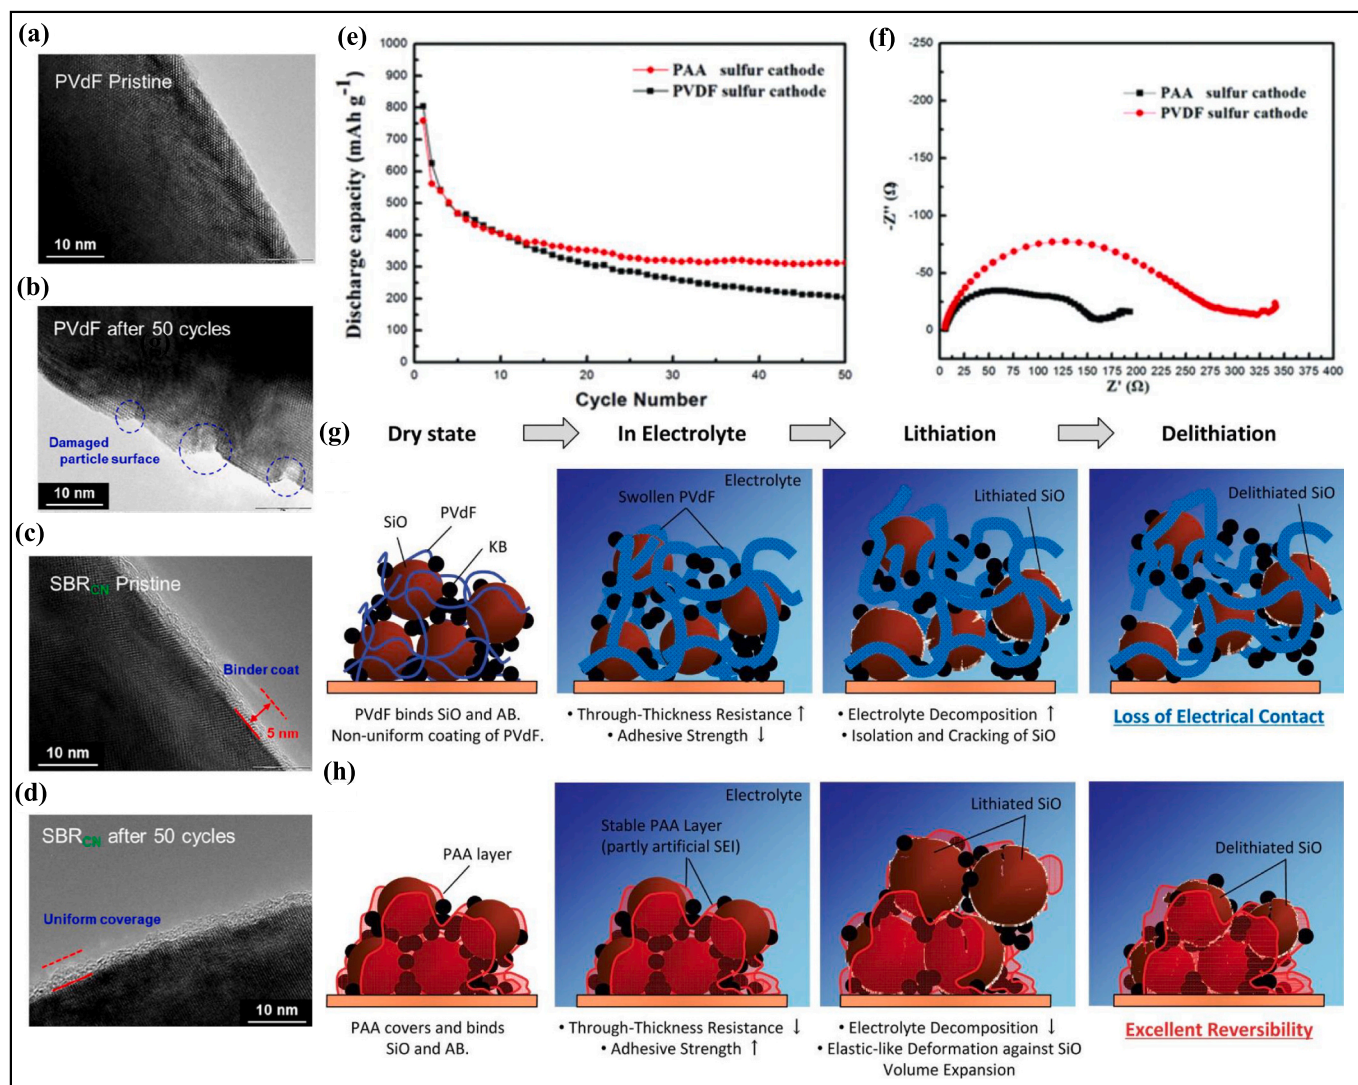 (a)
PVdF Pristine
10 nm
(b)
PVdF after 50 cycles
(g)
Damaged
particle surface
10 nm
(c)
SBRCN Pristine
Binder coat
5 nm
10 nm
(d)
SBRCN after 50 cycles
Uniform coverage
10 nm
(e)
1000
900
800
700
600
500
400
300
200
100
0
Discharge capacity (mAh g-1)
PAA sulfur cathode
PVDF sulfur cathode
0 10 20 30 40 50
Cycle Number
(f)
-250
-200
-150
-100
-50
0
-Z'' (Ω)
PAA sulfur cathode
PVDF sulfur cathode
0 25 50 75 100 125 150 175 200 225 250 275 300 325 350 375 400
Z' (Ω)
(g)
Dry state
In Electrolyte
Lithiation
Delithiation
SiO
PVdF
KB
Electrolyte
Swollen PVdF
Lithiated SiO
Delithiated SiO
PVdF binds SiO and AB.
Non-uniform coating of PVdF.
• Through-Thickness Resistance ↑
• Adhesive Strength ↓
• Electrolyte Decomposition ↑
• Isolation and Cracking of SiO
Loss of Electrical Contact
(h)
PAA layer
Electrolyte
Stable PAA Layer
(partly artificial SEI)
Lithiated SiO
Delithiated SiO
PAA covers and binds
SiO and AB.
• Through-Thickness Resistance ↓
• Adhesive Strength ↑
• Electrolyte Decomposition ↓
• Elastic-like Deformation against SiO
Volume Expansion
Excellent Reversibility